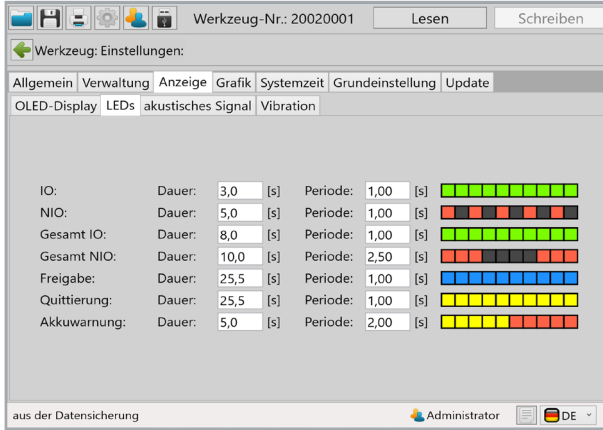 Werkzeug-Nr.: 20020001 Lesen Schreiben
Werkzeug: Einstellungen:
Allgemein Verwaltung Anzeige Grafik Systemzeit Grundeinstellung Update
OLED-Display LEDs akustisches Signal Vibration
IO: Dauer: 3,0 [s] Periode: 1,00 [s]
NIO: Dauer: 5,0 [s] Periode: 1,00 [s]
Gesamt IO: Dauer: 8,0 [s] Periode: 1,00 [s]
Gesamt NIO: Dauer: 10,0 [s] Periode: 2,50 [s]
Freigabe: Dauer: 25,5 [s] Periode: 1,00 [s]
Quittierung: Dauer: 25,5 [s] Periode: 1,00 [s]
Akkuwarnung: Dauer: 5,0 [s] Periode: 2,00 [s]
aus der Datensicherung Administrator DE